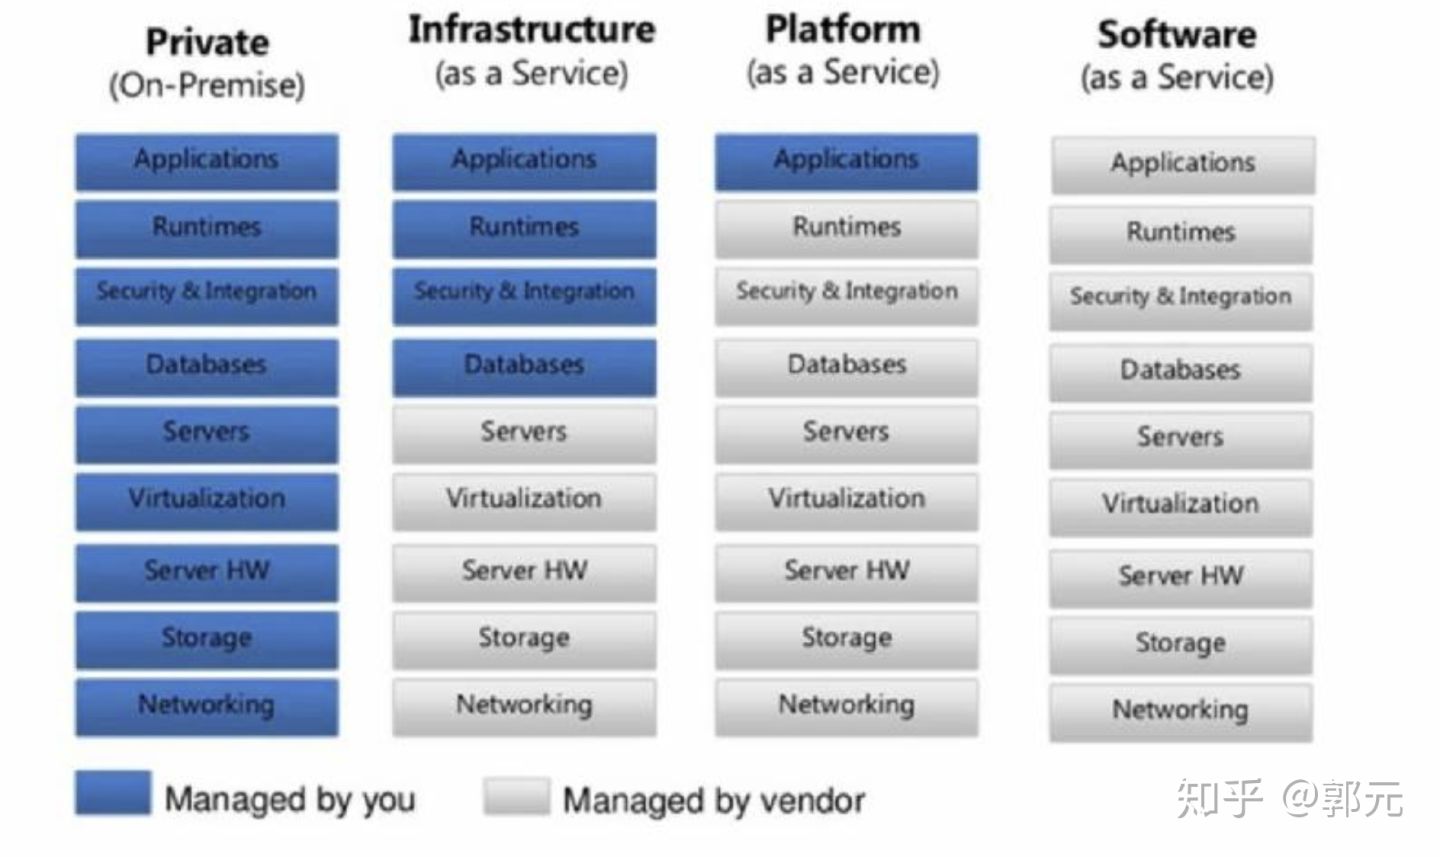 Private
(On-Premise)
Applications
Runtimes
Security & Integration
Databases
Servers
Virtualization
Server HW
Storage
Networking
Infrastructure
(as a Service)
Applications
Runtimes
Security & Integration
Databases
Servers
Virtualization
Server HW
Storage
Networking
Platform
(as a Service)
Applications
Runtimes
Security & Integration
Databases
Servers
Virtualization
Server HW
Storage
Networking
Software
(as a Service)
Applications
Runtimes
Security & Integration
Databases
Servers
Virtualization
Server HW
Storage
Networking
Managed by you
Managed by vendor
知乎 @郭元